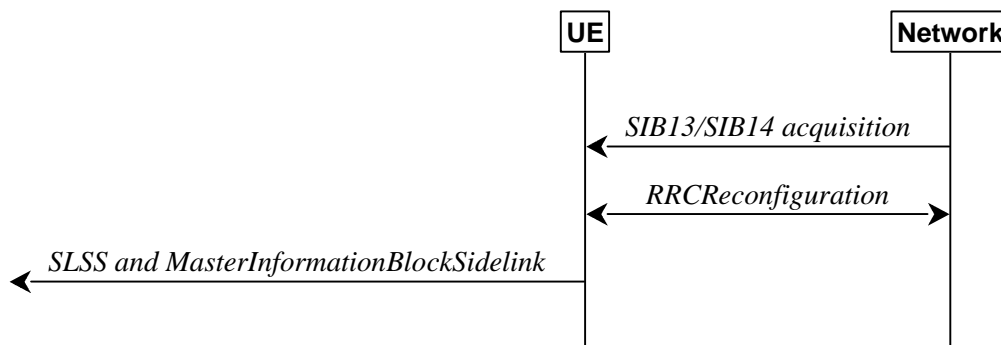 UE
Network
SIB13/SIB14 acquisition
RRCReconfiguration
SLSS and MasterInformationBlockSidelink